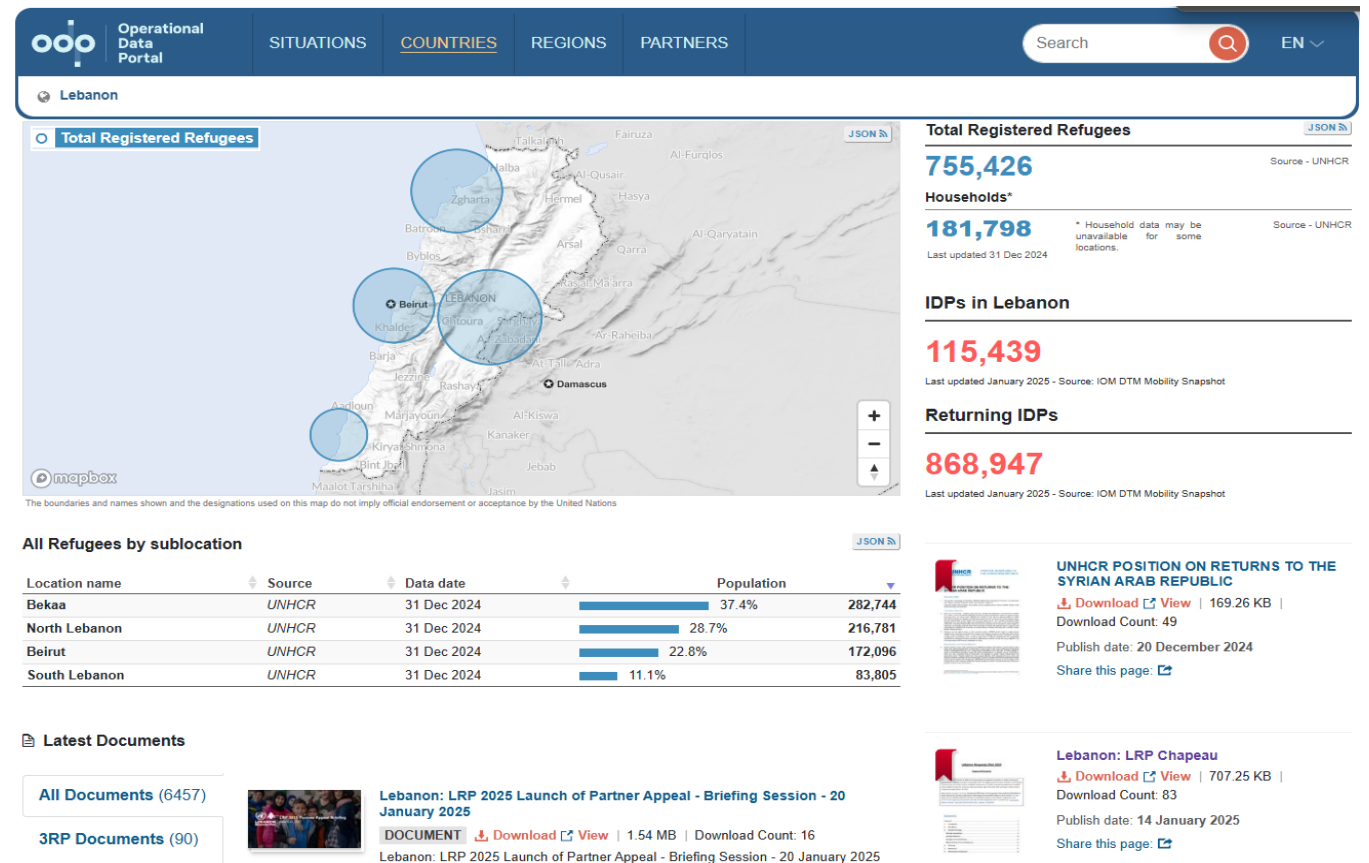 Operational
Data
Portal
SITUATIONS
COUNTRIES
REGIONS
PARTNERS
Search
EN
Lebanon
Total Registered Refugees
JSON
Talkalakh
Fairuza
Halba
Al-Qusair
Al-Furqlos
Zgharta
Hermel
Hasya
Batroun
Bsharri
Arsal
Qarra
Al-Qaryatain
Byblos
Ras al-Ma'arra
LEBANON
Beirut
Chtoura
Khaldeh
Ar-Raheiba
Az-Zabadani
Barja
At Tall
Adra
Jezzine
Rashaya
Damascus
Aadloun
Marjayoun
Al-Kiswa
Kiryat Shmona
Kanaker
Bint Jbail
Jebab
Maalot Tarshiha
Jasim
mapbox
The boundaries and names shown and the designations used on this map do not imply official endorsement or acceptance by the United Nations
Total Registered Refugees
JSON
755,426
Source - UNHCR
Households*
181,798
* Household data may be
unavailable for some
locations.
Source - UNHCR
Last updated 31 Dec 2024
IDPs in Lebanon
115,439
Last updated January 2025 - Source: IOM DTM Mobility Snapshot
Returning IDPs
868,947
Last updated January 2025 - Source: IOM DTM Mobility Snapshot
All Refugees by sublocation
JSON
Location name Source Data date Population
Bekaa UNHCR 31 Dec 2024 37.4% 282,744
North Lebanon UNHCR 31 Dec 2024 28.7% 216,781
Beirut UNHCR 31 Dec 2024 22.8% 172,096
South Lebanon UNHCR 31 Dec 2024 11.1% 83,805
UNHCR
UNHCR POSITION ON RETURNS TO THE
SYRIAN ARAB REPUBLIC
Download View | 169.26 KB |
Download Count: 49
Publish date: 20 December 2024
Share this page:
Lebanon: LRP Chapeau
Download View | 707.25 KB |
Download Count: 83
Publish date: 14 January 2025
Share this page:
Latest Documents
All Documents (6457)
3RP Documents (90)
Lebanon: LRP 2025 Launch of Partner Appeal - Briefing Session - 20
January 2025
DOCUMENT Download View | 1.54 MB | Download Count: 16
Lebanon: LRP 2025 Launch of Partner Appeal - Briefing Session - 20 January 2025